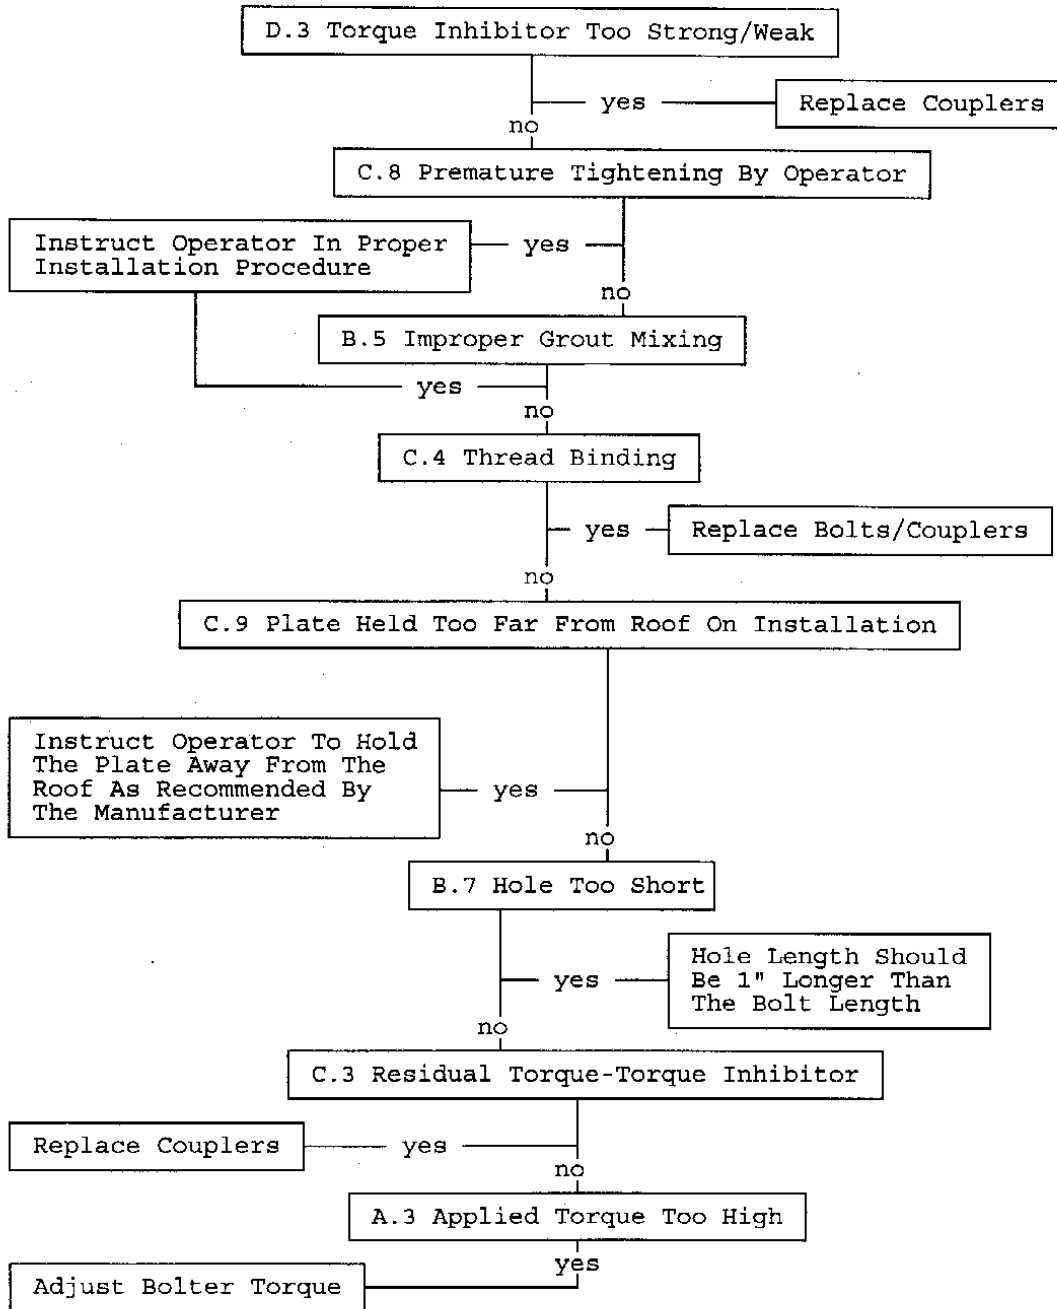 D.3 Torque Inhibitor Too Strong/Weak
yes
Replace Couplers
no
C.8 Premature Tightening By Operator
Instruct Operator In Proper
Installation Procedure
yes
no
B.5 Improper Grout Mixing
yes
no
C.4 Thread Binding
yes
Replace Bolts/Couplers
no
C.9 Plate Held Too Far From Roof On Installation
Instruct Operator To Hold
The Plate Away From The
Roof As Recommended By
The Manufacturer
yes
no
B.7 Hole Too Short
yes
Hole Length Should
Be 1" Longer Than
The Bolt Length
no
C.3 Residual Torque-Torque Inhibitor
Replace Couplers
yes
no
A.3 Applied Torque Too High
yes
Adjust Bolter Torque